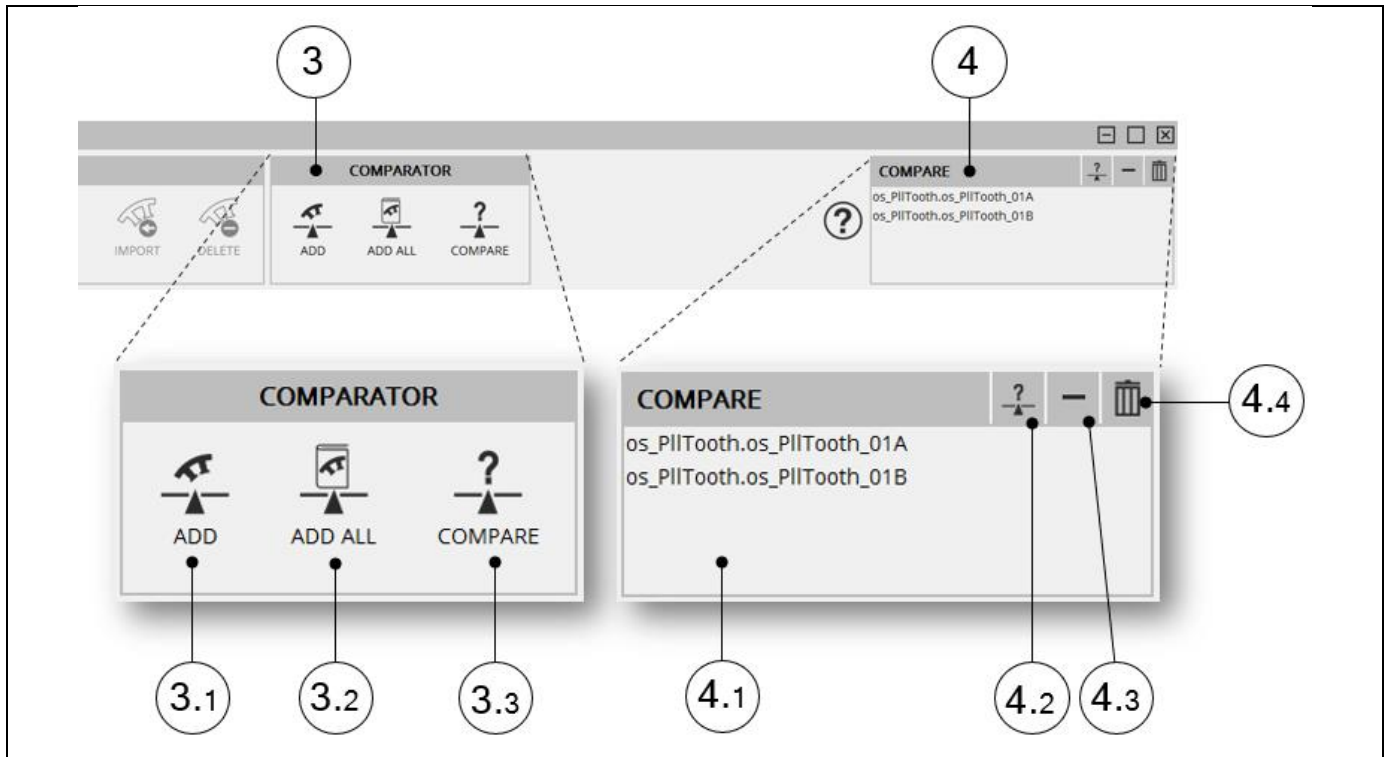 3
4
COMPARATOR
COMPARE
?
os_PllTooth.os_PllTooth_01A
os_PllTooth.os_PllTooth_01B
?
?
IMPORT
DELETE
ADD
ADD ALL
COMPARE
COMPARATOR
COMPARE
?
4.4
os_PllTooth.os_PllTooth_01A
os_PllTooth.os_PllTooth_01B
?
ADD
ADD ALL
COMPARE
3.1
3.2
3.3
4.1
4.2
4.3